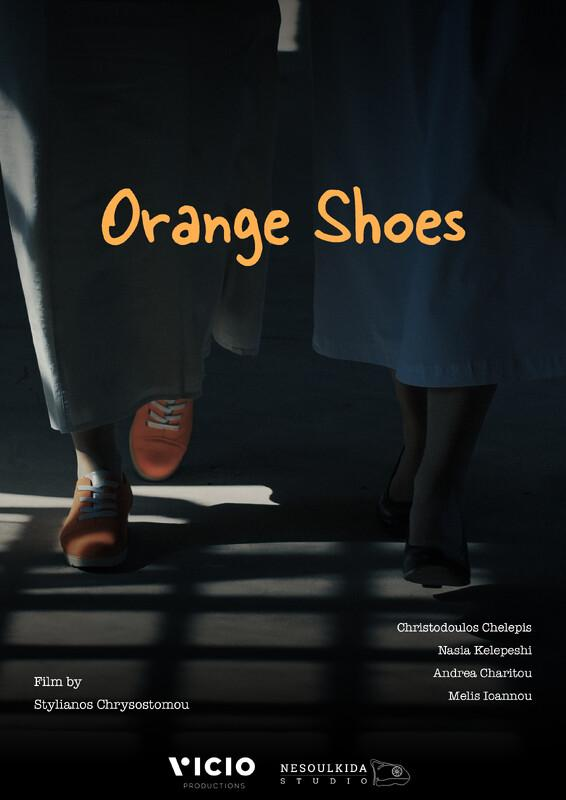 Orange Shoes
Christodoulos Chelepis
Nasia Kelepeshi
Andrea Charitou
Melis Ioannou
Film by
Stylianos Chrysostomou
VICIO
PRODUCTIONS
NESOULKIDA
STUDIO